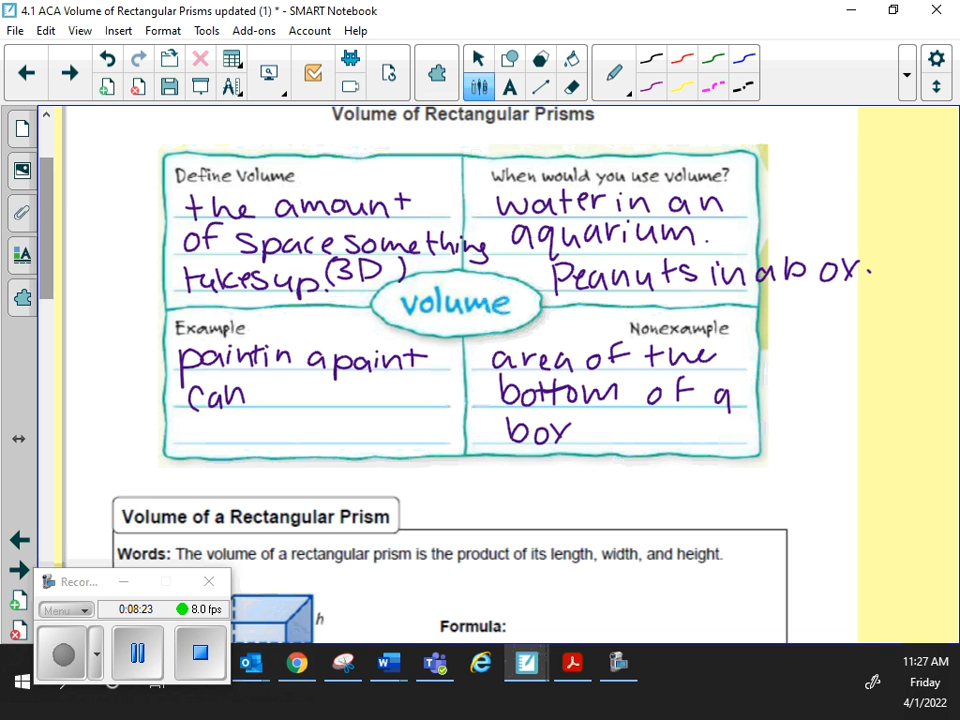 4.1 ACA Volume of Rectangular Prisms updated (1) * - SMART Notebook
File Edit View Insert Format Tools Add-ons Account Help
Volume of Rectangular Prisms
Define Volume
the amount
of space something
takes up. (3D)
When would you use volume?
water in an
aquarium.
Peanuts in a box.
volume
Example
paint in a paint
can
Nonexample
area of the
bottom of a
box
Volume of a Rectangular Prism
Words: The volume of a rectangular prism is the product of its length, width, and height.
h
Formula:
Recor...
Menu 0:08:23 8.0 fps
11:27 AM
Friday
4/1/2022